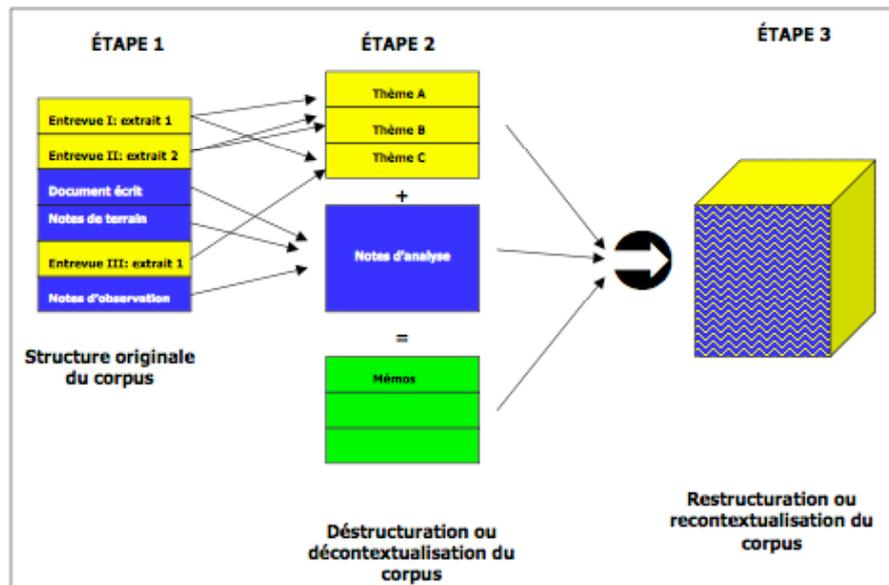 ÉTAPE 1
ÉTAPE 2
ÉTAPE 3
Entrevue I: extrait 1
Entrevue II: extrait 2
Document écrit
Notes de terrain
Entrevue III: extrait 1
Notes d'observation
Structure originale
du corpus
Thème A
Thème B
Thème C
+
Notes d'analyse
=
Mémos
Déstructuration ou
décontextualisation du
corpus
Restructuration ou
recontextualisation du
corpus